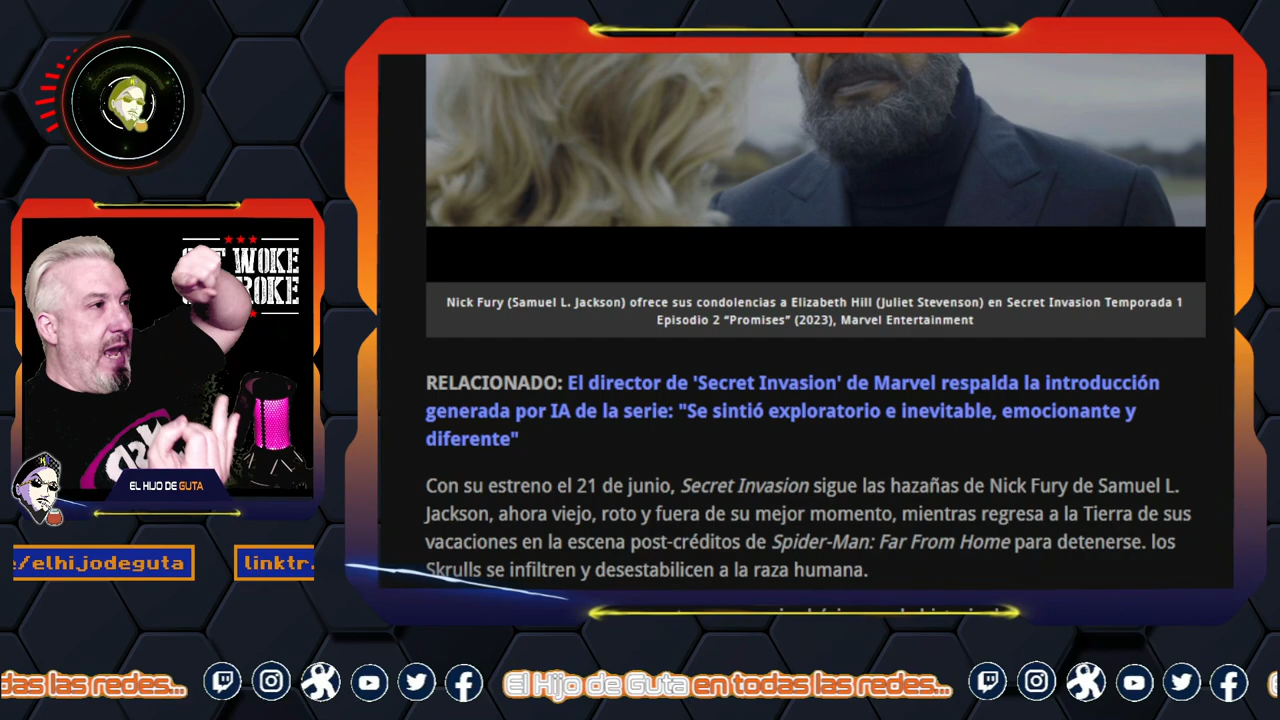 Nick Fury (Samuel L. Jackson) ofrece sus condolencias a Elizabeth Hill (Juliet Stevenson) en Secret Invasion Temporada 1
Episodio 2 “Promises” (2023), Marvel Entertainment
RELACIONADO: El director de 'Secret Invasion' de Marvel respalda la introducción
generada por IA de la serie: "Se sintió exploratorio e inevitable, emocionante y
diferente"
Con su estreno el 21 de junio, Secret Invasion sigue las hazañas de Nick Fury de Samuel L.
Jackson, ahora viejo, roto y fuera de su mejor momento, mientras regresa a la Tierra de sus
vacaciones en la escena post-créditos de Spider-Man: Far From Home para detenerse. los
Skrulls se infiltren y desestabilicen a la raza humana.
WOKE
EL HIJO DE GUTA
/elhijodeguta
linktr.
das las redes...
El Hijo de Guta en todas las redes...